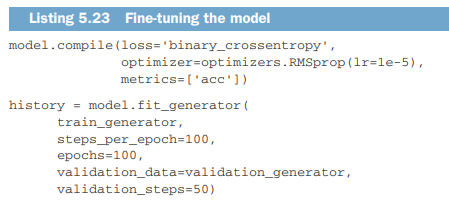 Listing 5.23 Fine-tuning the model
model.compile(loss='binary_crossentropy',
optimizer=optimizers.RMSprop(lr=1e-5),
metrics=['acc'])
history = model.fit_generator(
train_generator,
steps_per_epoch=100,
epochs=100,
validation_data=validation_generator,
validation_steps=50)